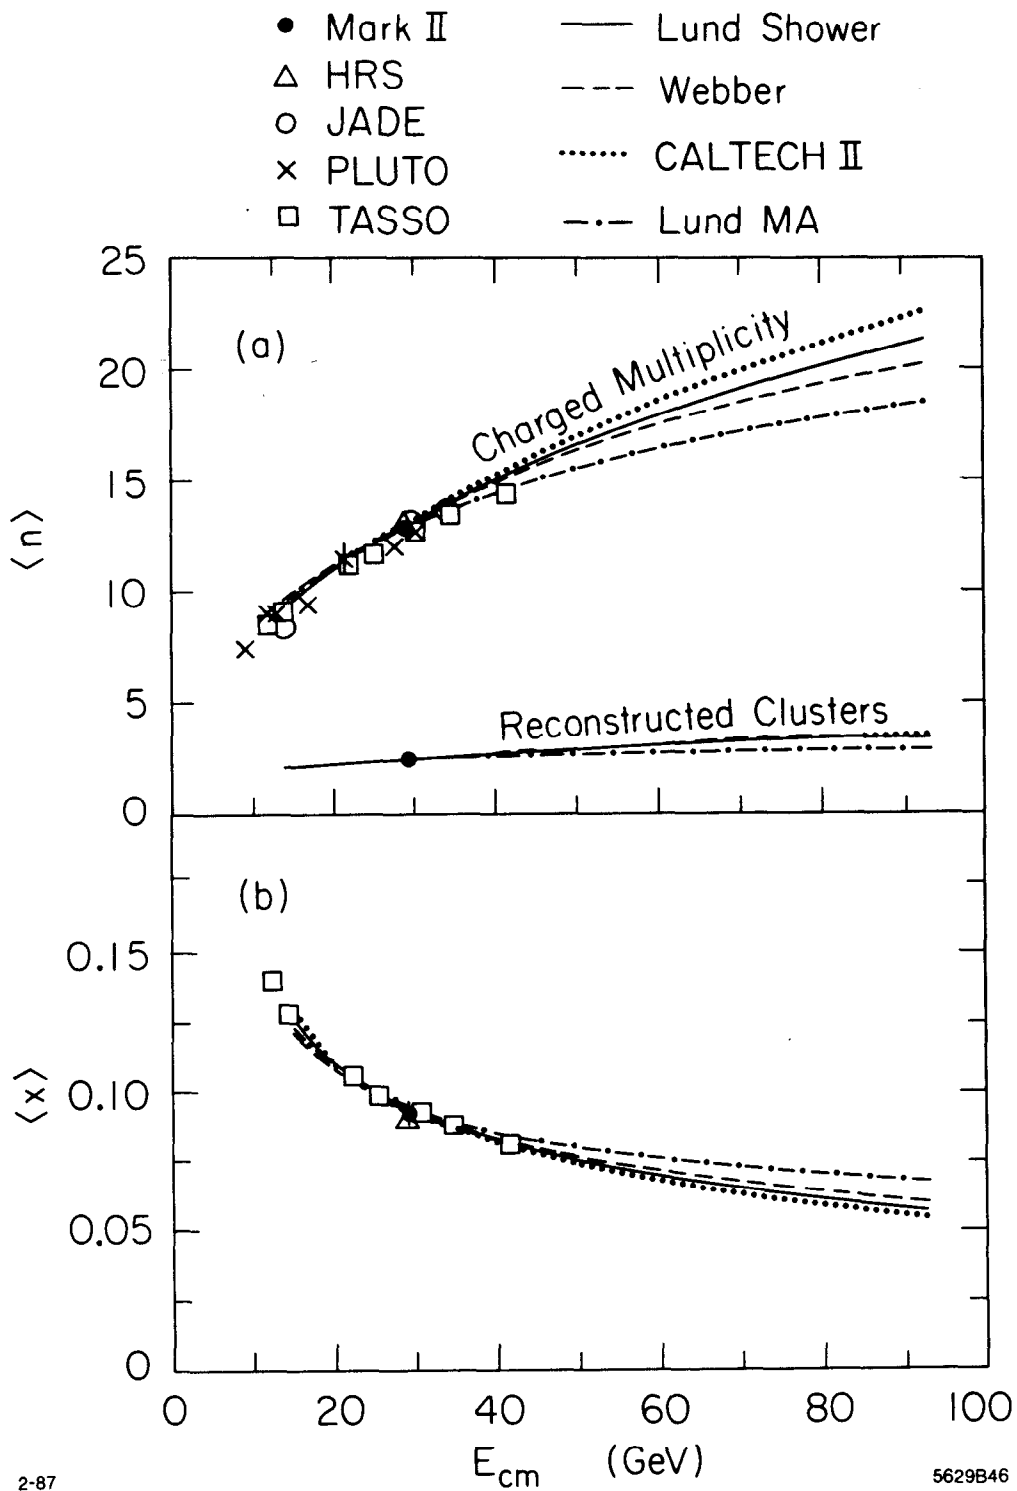 Mark II
HRS
JADE
PLUTO
TASSO
Lund Shower
Webber
CALTECH II
Lund MA
25
20
15
10
5
0
⟨n⟩
(a)
Charged Multiplicity
Reconstructed Clusters
(b)
0.15
0.10
0.05
0
⟨x⟩
0 20 40 60 80 100
Ecm (GeV)
2-87 5629B46